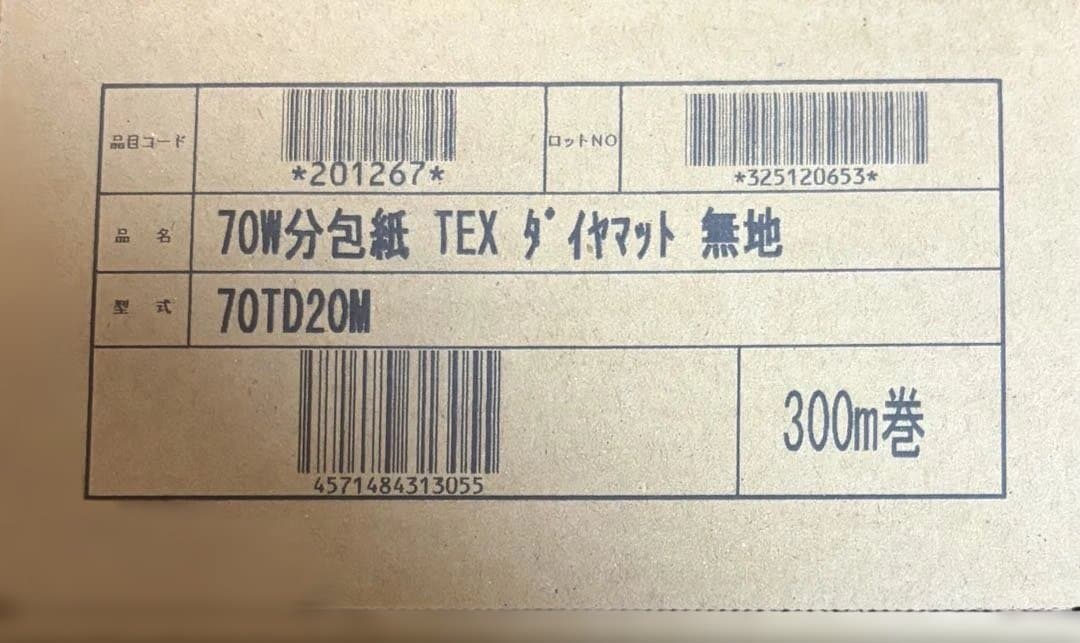 品目コード *201267* ロットNO *325120653*
品 名 70W分包紙 TEX ダイヤマット 無地
型 式 70TD20M
4571484313055 300m巻